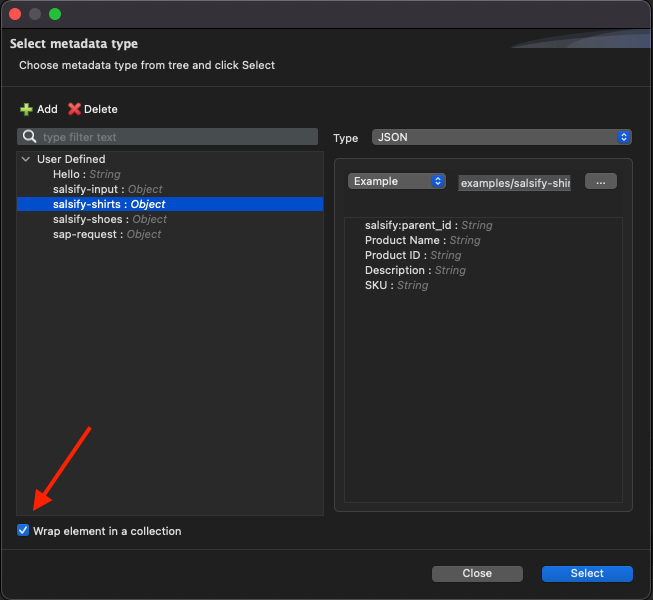 Select metadata type
Choose metadata type from tree and click Select
Add Delete
type filter text
Type JSON
User Defined
Hello : String
salsify-input : Object
salsify-shirts : Object
salsify-shoes : Object
sap-request : Object
Example examples/salsify-shir ...
salsify:parent_id : String
Product Name : String
Product ID : String
Description : String
SKU : String
Wrap element in a collection
Close Select